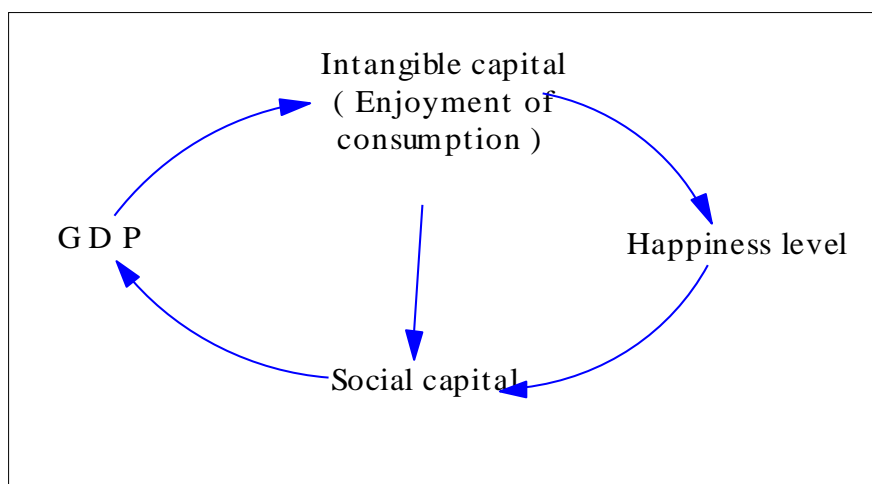 Intangible capital
( Enjoyment of
consumption )
G D P
Happiness level
Social capital